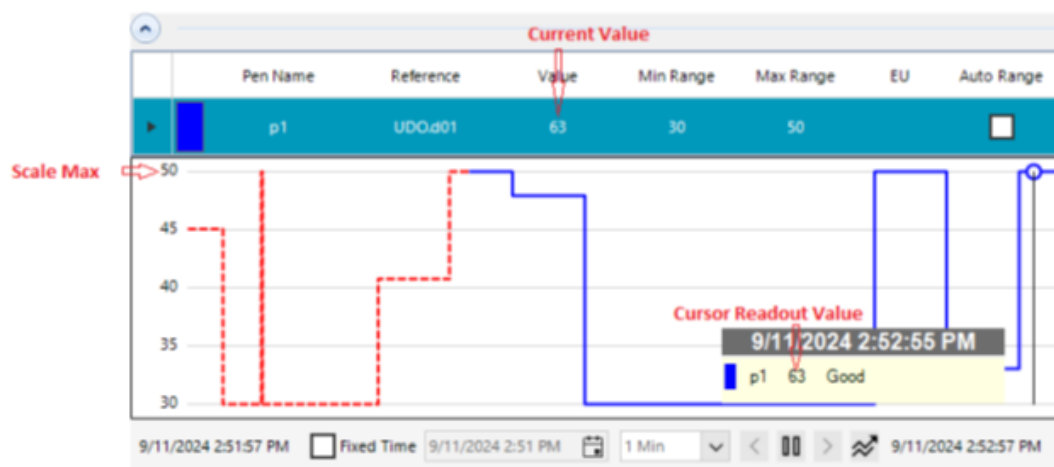 Current Value
Pen Name Reference Value Min Range Max Range EU Auto Range
p1 UDO.d01 63 30 50
Scale Max 50
45
40
Cursor Readout Value
35 9/11/2024 2:52:55 PM
p1 63 Good
30
9/11/2024 2:51:57 PM Fixed Time 9/11/2024 2:51 PM 1 Min 9/11/2024 2:52:57 PM